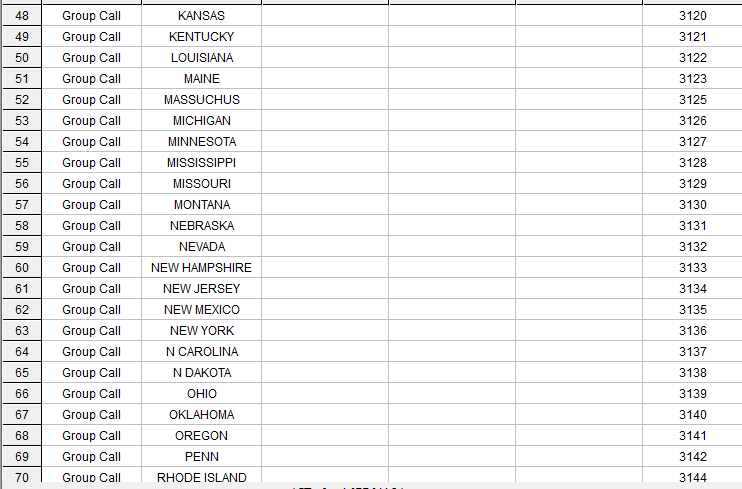 48 Group Call KANSAS 3120
49 Group Call KENTUCKY 3121
50 Group Call LOUISIANA 3122
51 Group Call MAINE 3123
52 Group Call MASSUCHUS 3125
53 Group Call MICHIGAN 3126
54 Group Call MINNESOTA 3127
55 Group Call MISSISSIPPI 3128
56 Group Call MISSOURI 3129
57 Group Call MONTANA 3130
58 Group Call NEBRASKA 3131
59 Group Call NEVADA 3132
60 Group Call NEW HAMPSHIRE 3133
61 Group Call NEW JERSEY 3134
62 Group Call NEW MEXICO 3135
63 Group Call NEW YORK 3136
64 Group Call N CAROLINA 3137
65 Group Call N DAKOTA 3138
66 Group Call OHIO 3139
67 Group Call OKLAHOMA 3140
68 Group Call OREGON 3141
69 Group Call PENN 3142
70 Group Call RHODE ISLAND 3144